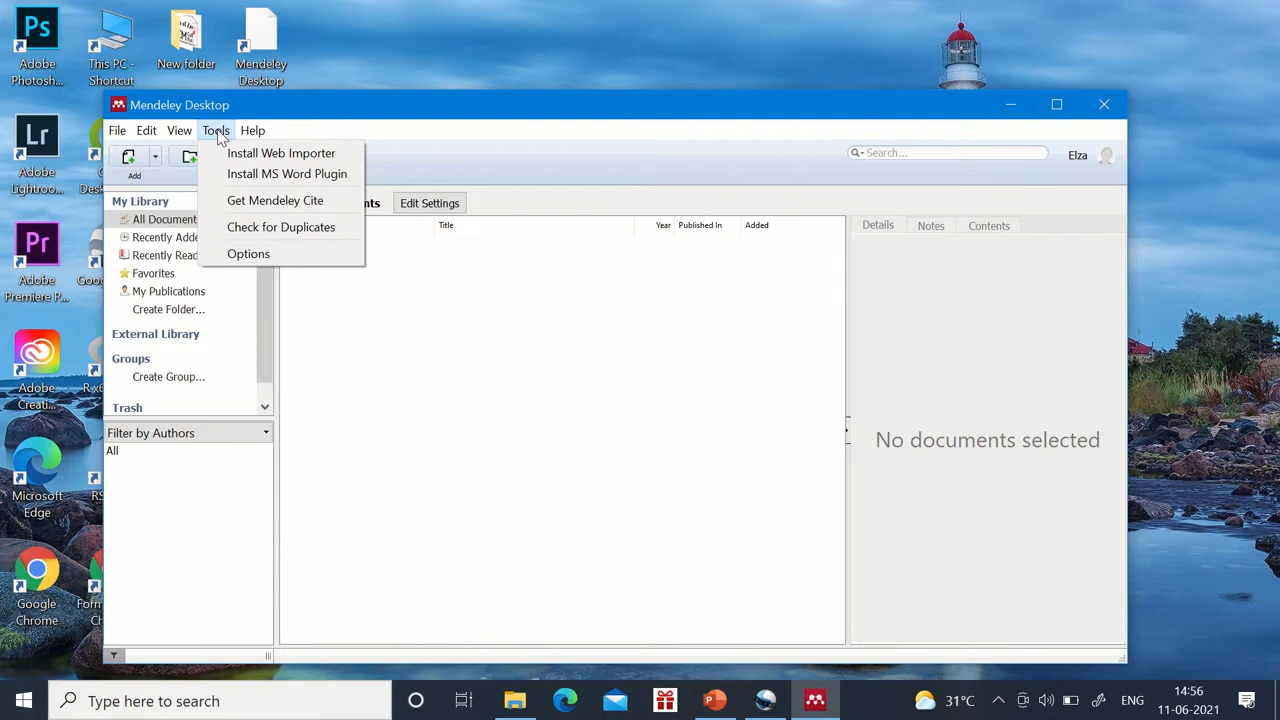 Ps
Adobe
Photosh...
This PC -
Shortcut
New folder
Mendeley
Desktop
Lr
Adobe
Lightroo...
Pr
Adobe
Premiere P...
Adobe
Creati...
Microsoft
Edge
Google
Chrome
Mendeley Desktop
File Edit View Tools Help
Install Web Importer
Install MS Word Plugin
Get Mendeley Cite
Check for Duplicates
Options
Add
Search...
Elza
Edit Settings
My Library
All Document
Recently Adde
Recently Read
Favorites
My Publications
Create Folder...
External Library
Groups
Create Group...
Trash
Filter by Authors
All
Title Year Published In Added
Details Notes Contents
No documents selected
Type here to search
31°C
ENG
14:56
11-06-2021